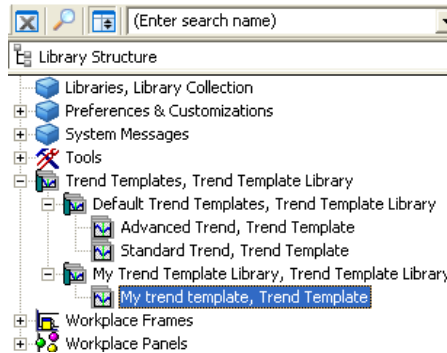 (Enter search name)
Library Structure
Libraries, Library Collection
Preferences & Customizations
System Messages
Tools
Trend Templates, Trend Template Library
Default Trend Templates, Trend Template Library
Advanced Trend, Trend Template
Standard Trend, Trend Template
My Trend Template Library, Trend Template Library
My trend template, Trend Template
Workplace Frames
Workplace Panels